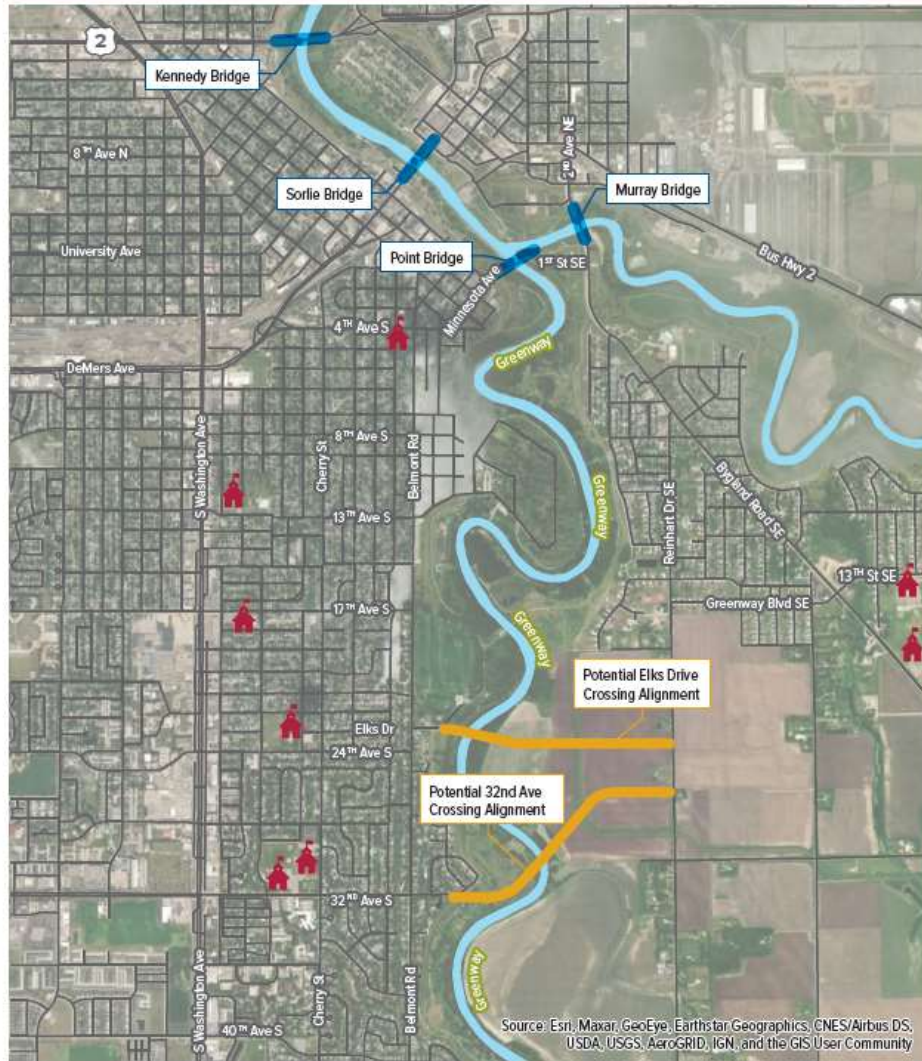 2
Kennedy Bridge
8TH Ave N
2nd Ave NE
Sorlie Bridge
Murray Bridge
University Ave
Point Bridge
1ST St SE
Bus Hwy 2
Minnesota Ave
4TH Ave S
Greenway
DeMers Ave
S Washington Ave
Cherry St
8TH Ave S
Belmont Rd
Greenway
Reinhart Dr SE
Bygland Road SE
13TH Ave S
13TH St SE
17TH Ave S
Greenway Blvd SE
Greenway
Potential Elks Drive
Crossing Alignment
Elks Dr
24TH Ave S
Potential 32nd Ave
Crossing Alignment
32ND Ave S
S Washington Ave
Cherry St
Belmont Rd
Greenway
40TH Ave S
Source: Esri, Maxar, GeoEye, Earthstar Geographics, CNES/Airbus DS,
USDA, USGS, AeroGRID, IGN, and the GIS User Community